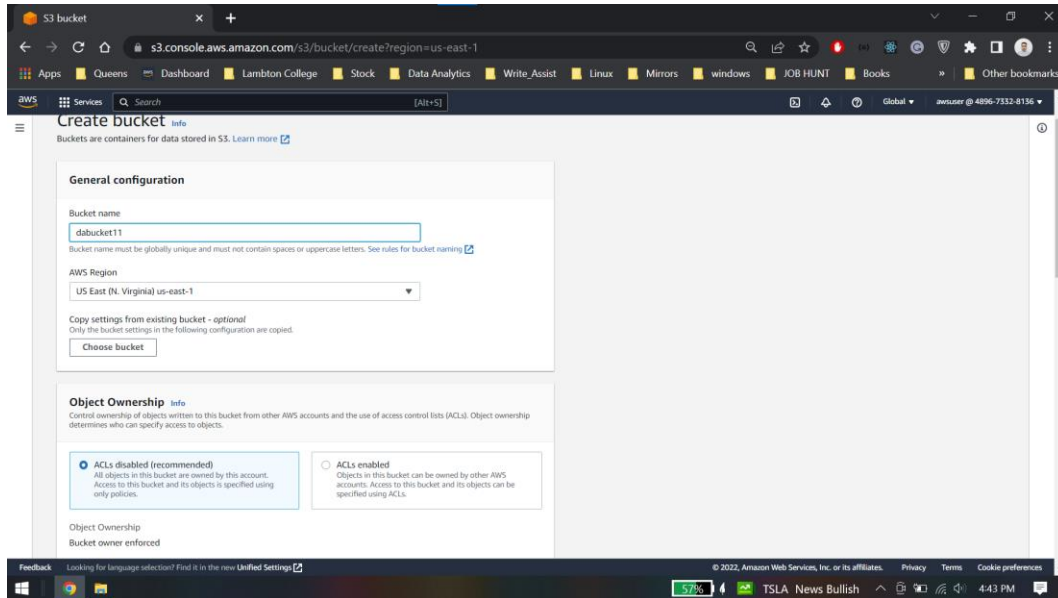 S3 bucket
s3.console.aws.amazon.com/s3/bucket/create?region=us-east-1
Apps Queens Dashboard Lambton College Stock Data Analytics Write_Assist Linux Mirrors windows JOB HUNT Books » Other bookmarks
aws Services Search [Alt+S] Global awsuser @ 4896-7332-8136
Create bucket Info
Buckets are containers for data stored in S3. Learn more
General configuration
Bucket name
dabucket11
Bucket name must be globally unique and must not contain spaces or uppercase letters. See rules for bucket naming
AWS Region
US East (N. Virginia) us-east-1
Copy settings from existing bucket - optional
Only the bucket settings in the following configuration are copied.
Choose bucket
Object Ownership Info
Control ownership of objects written to this bucket from other AWS accounts and the use of access control lists (ACLs). Object ownership
determines who can specify access to objects.
ACLs disabled (recommended)
All objects in this bucket are owned by this account.
Access to this bucket and its objects is specified using
only policies.
ACLs enabled
Objects in this bucket can be owned by other AWS
accounts. Access to this bucket and its objects can be
specified using ACLs.
Object Ownership
Bucket owner enforced
Feedback Looking for language selection? Find it in the new Unified Settings © 2022, Amazon Web Services, Inc. or its affiliates. Privacy Terms Cookie preferences
57% TSLA News Bullish 4:43 PM